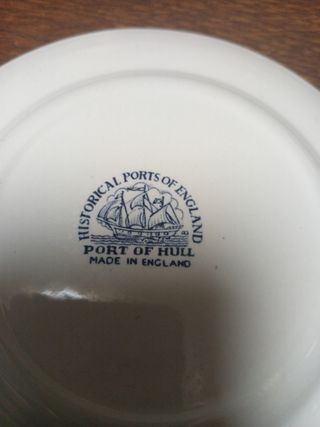 HISTORICAL PORTS OF ENGLAND
PORT OF HULL
MADE IN ENGLAND